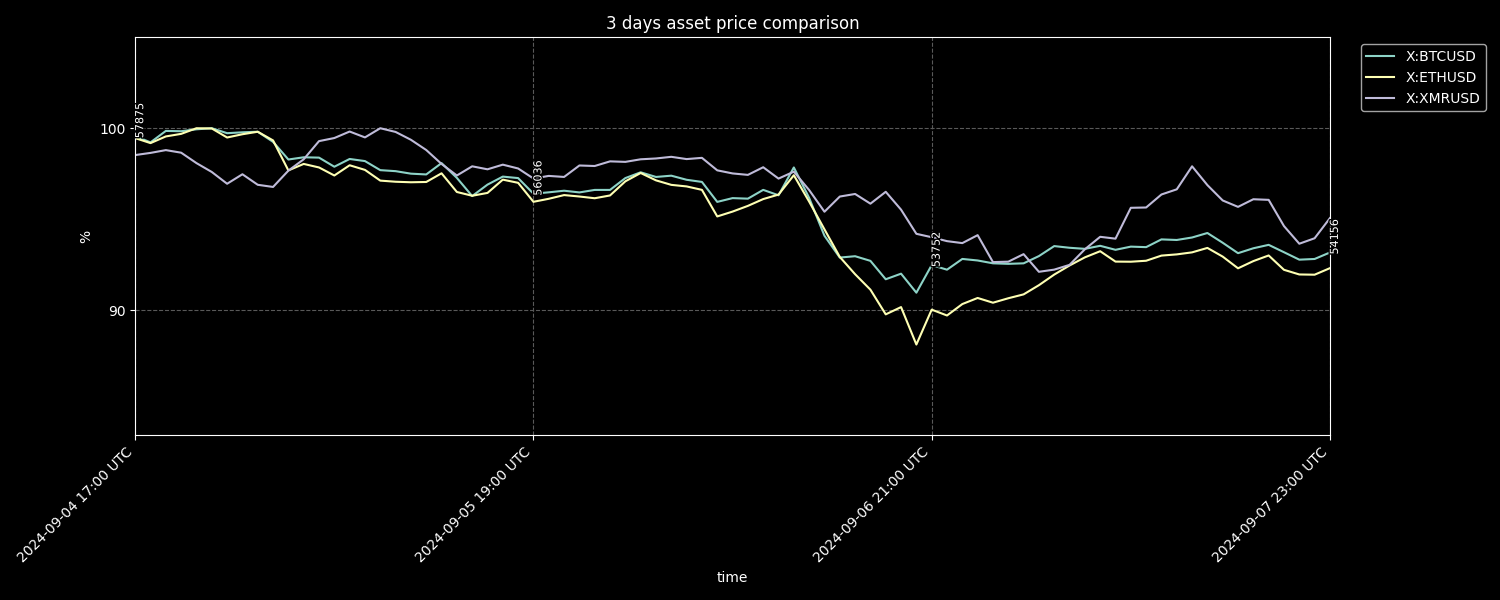 3 days asset price comparison
X:BTCUSD
X:ETHUSD
X:XMRUSD
57875
100
56036
53752
54156
%
90
2024-09-04 17:00 UTC
2024-09-05 19:00 UTC
2024-09-06 21:00 UTC
2024-09-07 23:00 UTC
time